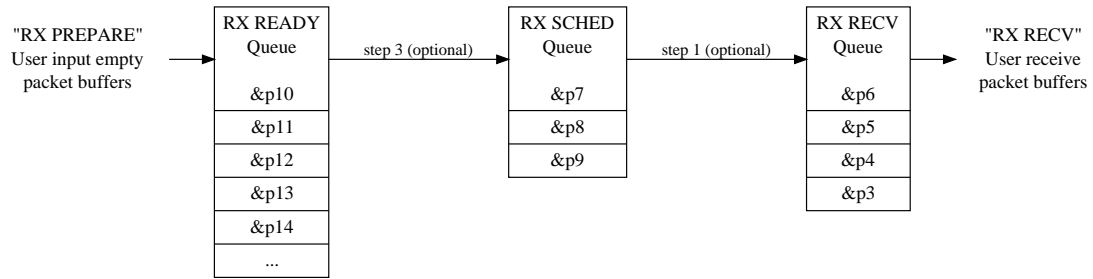 "RX PREPARE"
User input empty
packet buffers
RX READY
Queue
&p10
&p11
&p12
&p13
&p14
...
step 3 (optional)
RX SCHED
Queue
&p7
&p8
&p9
step 1 (optional)
RX RECV
Queue
&p6
&p5
&p4
&p3
"RX RECV"
User receive
packet buffers